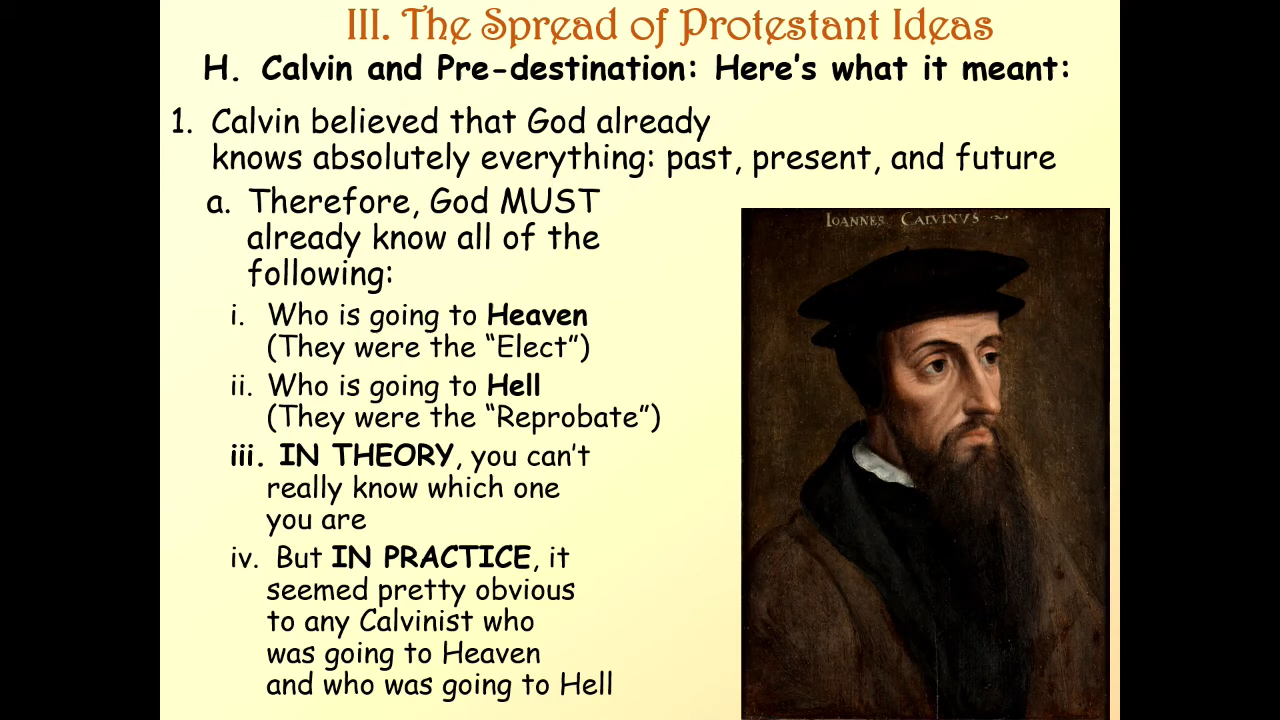 III. The Spread of Protestant Ideas
H. Calvin and Pre-destination: Here's what it meant:
1. Calvin believed that God already
knows absolutely everything: past, present, and future
a. Therefore, God MUST
already know all of the
following:
i. Who is going to Heaven
(They were the “Elect”)
ii. Who is going to Hell
(They were the “Reprobate”)
iii. IN THEORY, you can't
really know which one
you are
iv. But IN PRACTICE, it
seemed pretty obvious
to any Calvinist who
was going to Heaven
and who was going to Hell
IOANNES CALVINVS